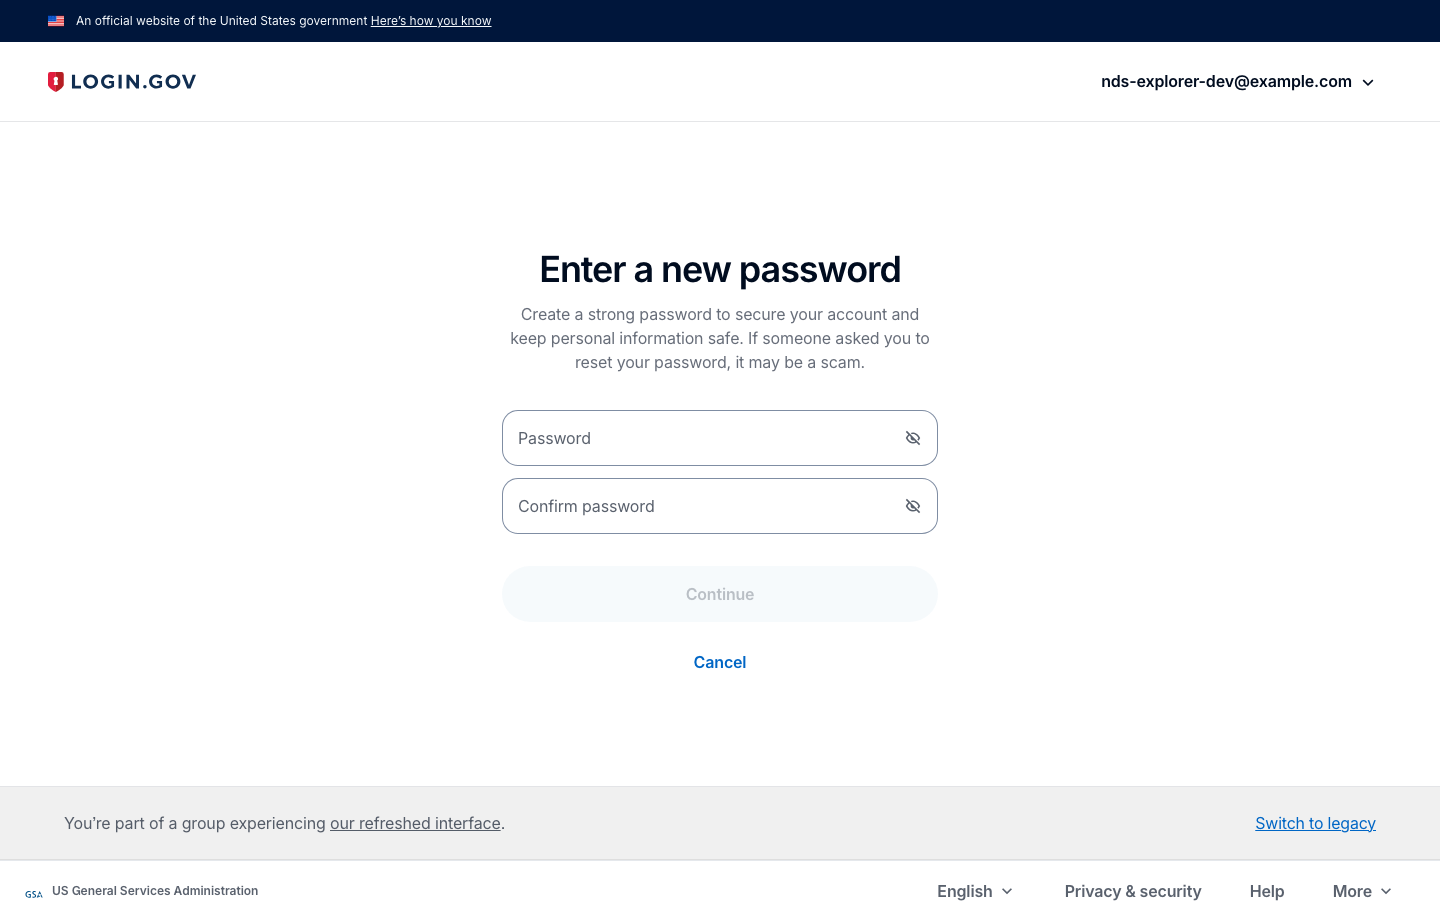 An official website of the United States government Here's how you know
LOGIN.GOV
nds-explorer-dev@example.com
Enter a new password
Create a strong password to secure your account and
keep personal information safe. If someone asked you to
reset your password, it may be a scam.
Password
Confirm password
Continue
Cancel
You're part of a group experiencing our refreshed interface.
Switch to legacy
GSA US General Services Administration
English
Privacy & security
Help
More